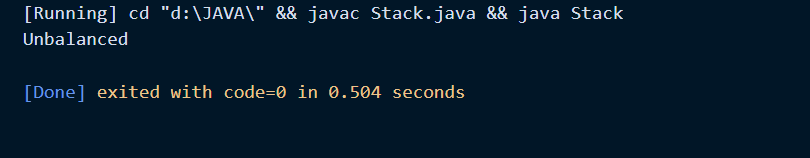 [Running] cd "d:\JAVA\" && javac Stack.java && java Stack
Unbalanced
[Done] exited with code=0 in 0.504 seconds